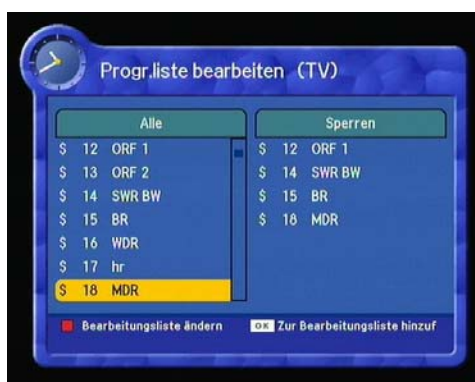 Progr.liste bearbeiten (TV)
Alle
$ 12 ORF 1
$ 13 ORF 2
$ 14 SWR BW
$ 15 BR
$ 16 WDR
$ 17 hr
$ 18 MDR
Sperren
$ 12 ORF 1
$ 14 SWR BW
$ 15 BR
$ 18 MDR
Bearbeitungsliste ändern
OK Zur Bearbeitungsliste hinzuf